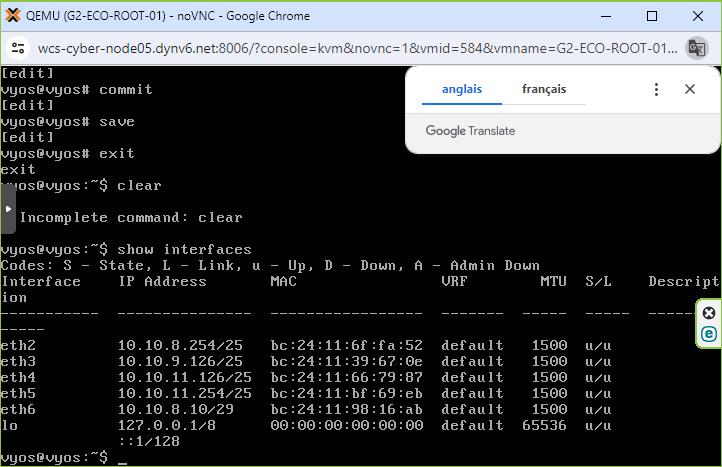 QEMU (G2-ECO-ROOT-01) - noVNC - Google Chrome
wcs-cyber-node05.dynv6.net:8006/?console=kvm&novnc=1&vmid=584&vmname=G2-ECO-ROOT-01...
anglais français
Google Translate
[edit]
vyos@vyos# commit
[edit]
vyos@vyos# save
[edit]
vyos@vyos# exit
exit
vyos@vyos:~$ clear
Incomplete command: clear
vyos@vyos:~$ show interfaces
Codes: S - State, L - Link, u - Up, D - Down, A - Admin Down
Interface IP Address MAC VRF MTU S/L Descript
ion
----------- --------------- ----------------- ------- ----- --- --------
-----
eth2 10.10.8.254/25 bc:24:11:6f:fa:52 default 1500 u/u
eth3 10.10.9.126/25 bc:24:11:39:67:0e default 1500 u/u
eth4 10.10.11.126/25 bc:24:11:66:79:87 default 1500 u/u
eth5 10.10.11.254/25 bc:24:11:bf:69:eb default 1500 u/u
eth6 10.10.8.10/29 bc:24:11:98:16:ab default 1500 u/u
lo 127.0.0.1/8 00:00:00:00:00:00 default 65536 u/u
::1/128
vyos@vyos:~$ _